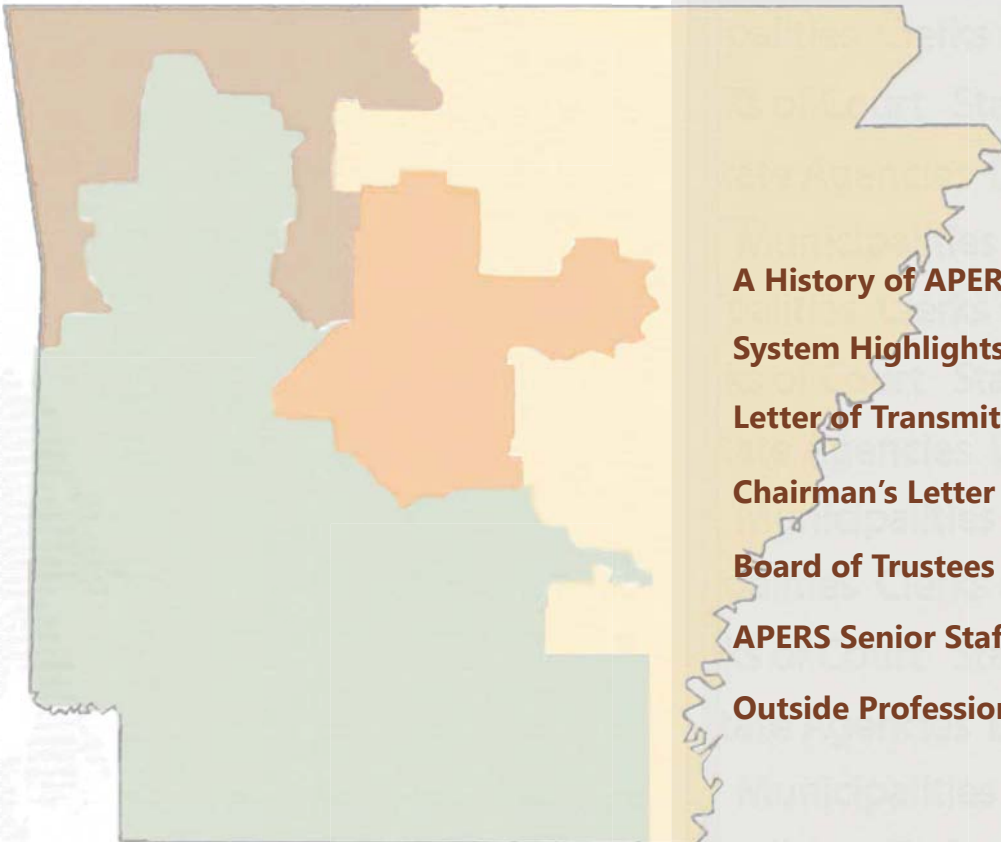 A History of APER
System Highlights
Letter of Transmit
Chairman's Letter
Board of Trustees
APERS Senior Staf
Outside Profession